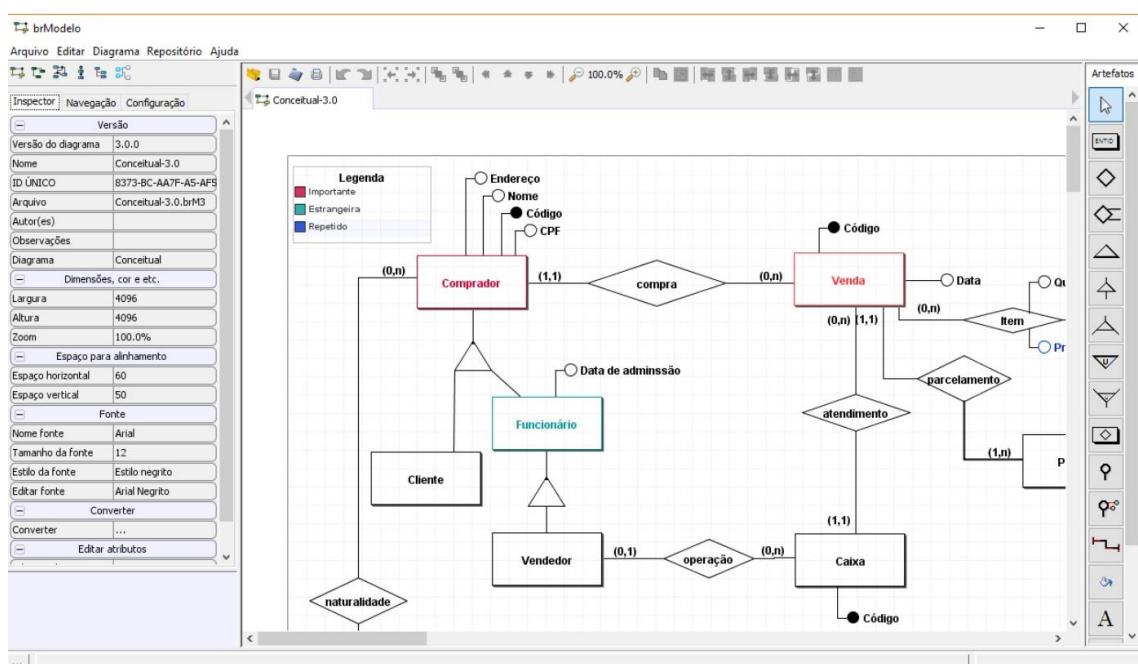 brModelo
Arquivo Editar Diagrama Repositório Ajuda
100.0%
Artefatos
Inspector Navegação Configuração
Conceitual-3.0
Versão
Versão do diagrama 3.0.0
Nome Conceitual-3.0
ID ÚNICO 8373-BC-AA7F-A5-AF5
Arquivo Conceitual-3.0.brM3
Autor(es)
Observações
Diagrama Conceitual
Dimensões, cor e etc.
Largura 4096
Altura 4096
Zoom 100.0%
Espaço para alinhamento
Espaço horizontal 60
Espaço vertical 50
Fonte
Nome fonte Arial
Tamanho da fonte 12
Estilo da fonte Estilo negrito
Editar fonte Arial Negrito
Converter
Converter ...
Editar atributos
Legenda
Importante
Estrangeira
Repetido
Endereço
Nome
Código
CPF
Código
(0,n)
Comprador
(1,1)
compra
(0,n)
Venda
Data
Qu
(0,n)
Item
Pr
(0,n) (1,1)
parcelamento
Data de adminssão
Funcionário
atendimento
(1,n)
P
Cliente
(1,1)
Vendedor
(0,1)
operação
(0,n)
Caixa
naturalidade
Código
ENTID
U
A
...